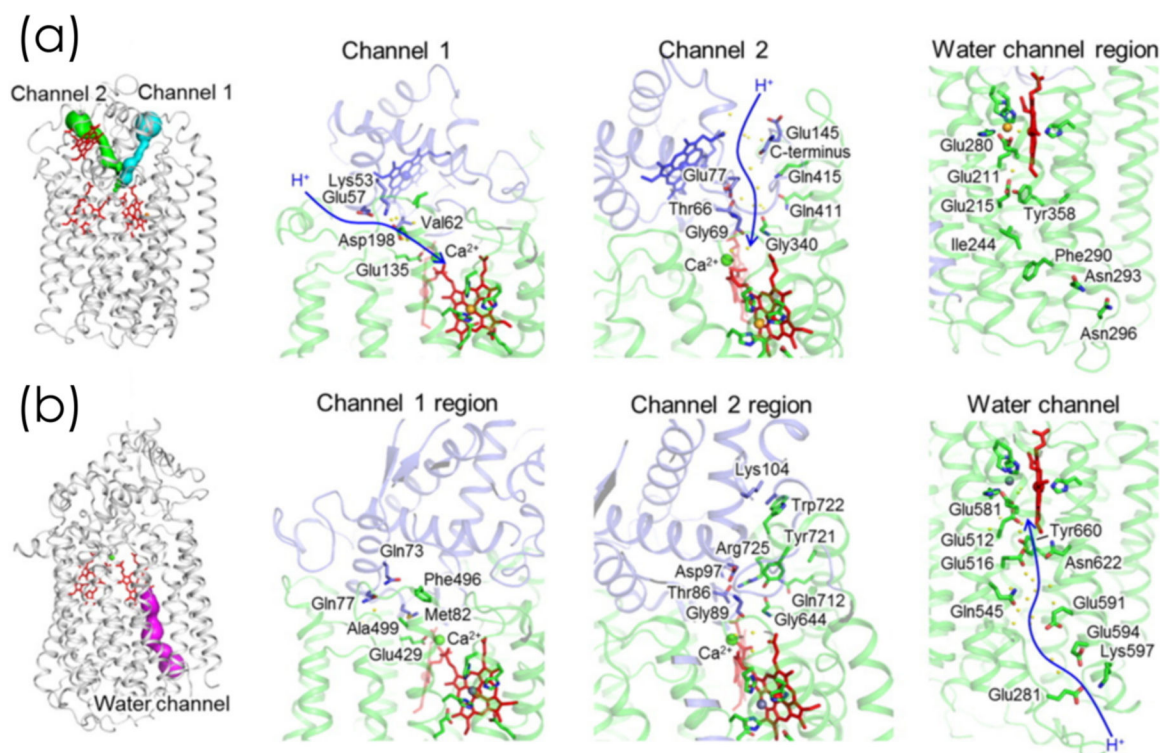 (a)
Channel 2
Channel 1
Channel 1
H⁺
Lys53
Glu57
Val62
Asp198
Ca²⁺
Glu135
Channel 2
H⁺
Glu145
C-terminus
Glu77
Gln415
Thr66
Gln411
Gly69
Gly340
Ca²⁺
Water channel region
Glu280
Glu211
Glu215
Tyr358
Ile244
Phe290
Asn293
Asn296
(b)
Water channel
Channel 1 region
Gln73
Phe496
Gln77
Met82
Ala499
Ca²⁺
Glu429
Channel 2 region
Lys104
Trp722
Tyr721
Arg725
Asp97
Thr86
Gln712
Gly89
Gly644
Ca²⁺
Water channel
Glu581
Glu512
Tyr660
Glu516
Asn622
Gln545
Glu591
Glu594
Lys597
Glu281
H⁺